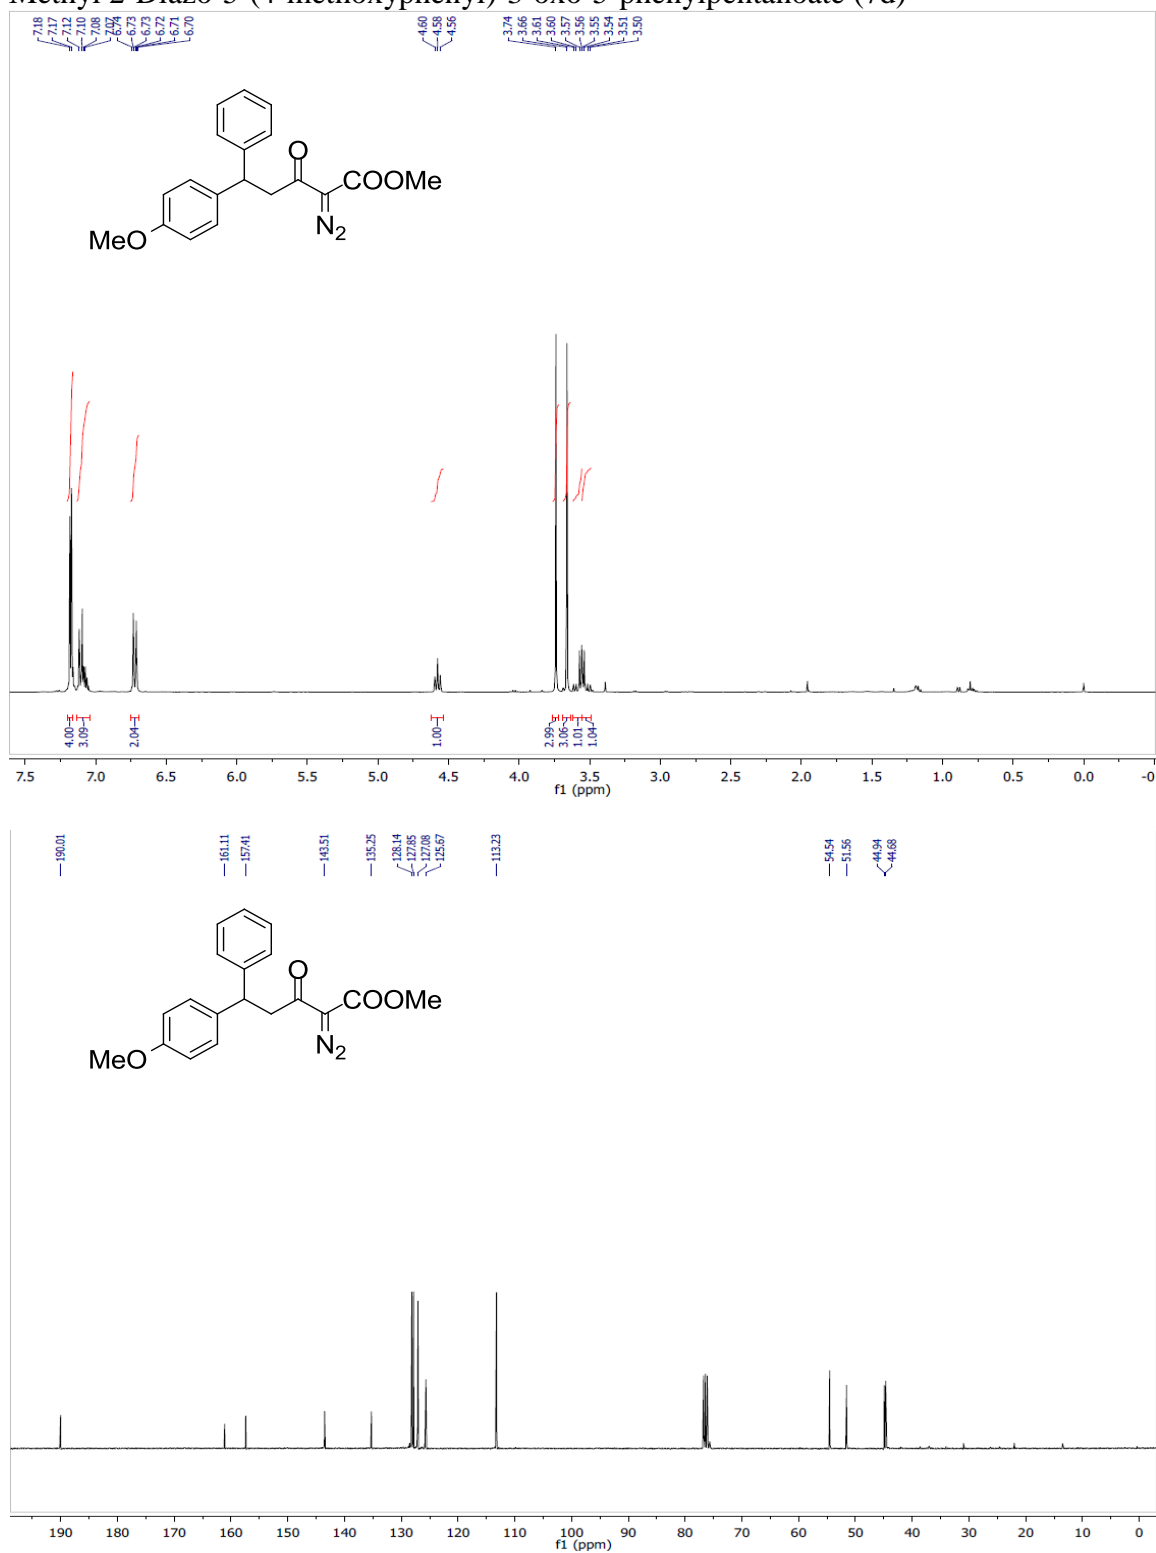 Methyl 2-Diazo-5-(4-methoxyphenyl)-3-oxo-5-phenylpentanoate (7d)
7.18 7.17 7.12 7.10 7.08 7.07 6.74 6.73 6.73 6.72 6.71 6.70 4.60 4.58 4.56 3.74 3.66 3.61 3.60 3.57 3.56 3.55 3.54 3.51 3.50
O
COOMe
N2
MeO
4.00 3.09 2.04 1.00 2.99 3.06 1.01 1.04
7.5 7.0 6.5 6.0 5.5 5.0 4.5 4.0 3.5 3.0 2.5 2.0 1.5 1.0 0.5 0.0 -0
f1 (ppm)
190.01 161.11 157.41 143.51 135.25 128.14 127.85 127.08 125.67 113.23 54.54 51.56 44.94 44.68
O
COOMe
N2
MeO
190 180 170 160 150 140 130 120 110 100 90 80 70 60 50 40 30 20 10 0
f1 (ppm)